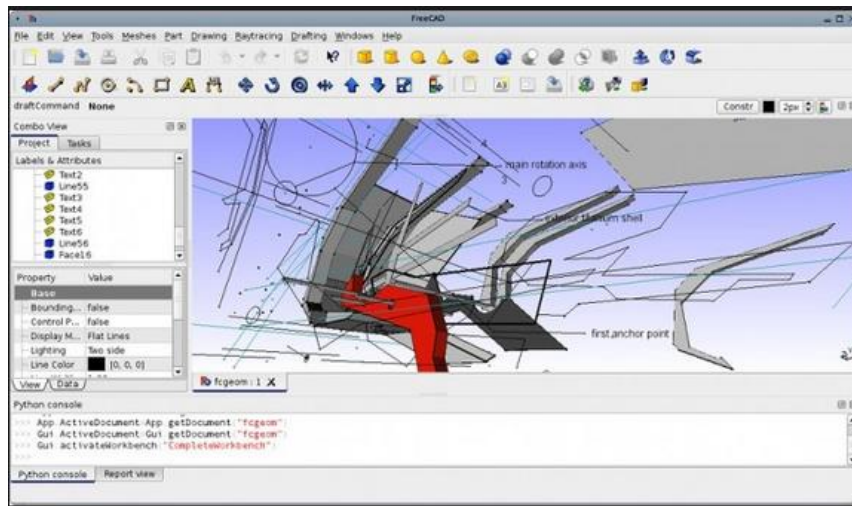 FreeCAD
File Edit View Tools Meshes Part Drawing Raytracing Drafting Windows Help
draftCommand None
Constr 2px
Combo View
Project Tasks
Labels & Attributes
Text2
Line55
Text3
Text4
Text5
Text6
Line56
Face16
Property Value
Base
Bounding... false
Control P... false
Display M... Flat Lines
Lighting Two side
Line Color [0, 0, 0]
View Data
main rotation axis
exterior titanium shell
first anchor point
fcgeom : 1
Python console
>>> App.ActiveDocument=App.getDocument("fcgeom")
>>> Gui.ActiveDocument=Gui.getDocument("fcgeom")
>>> Gui.activateWorkbench("CompleteWorkbench")
>>>
Python console Report view